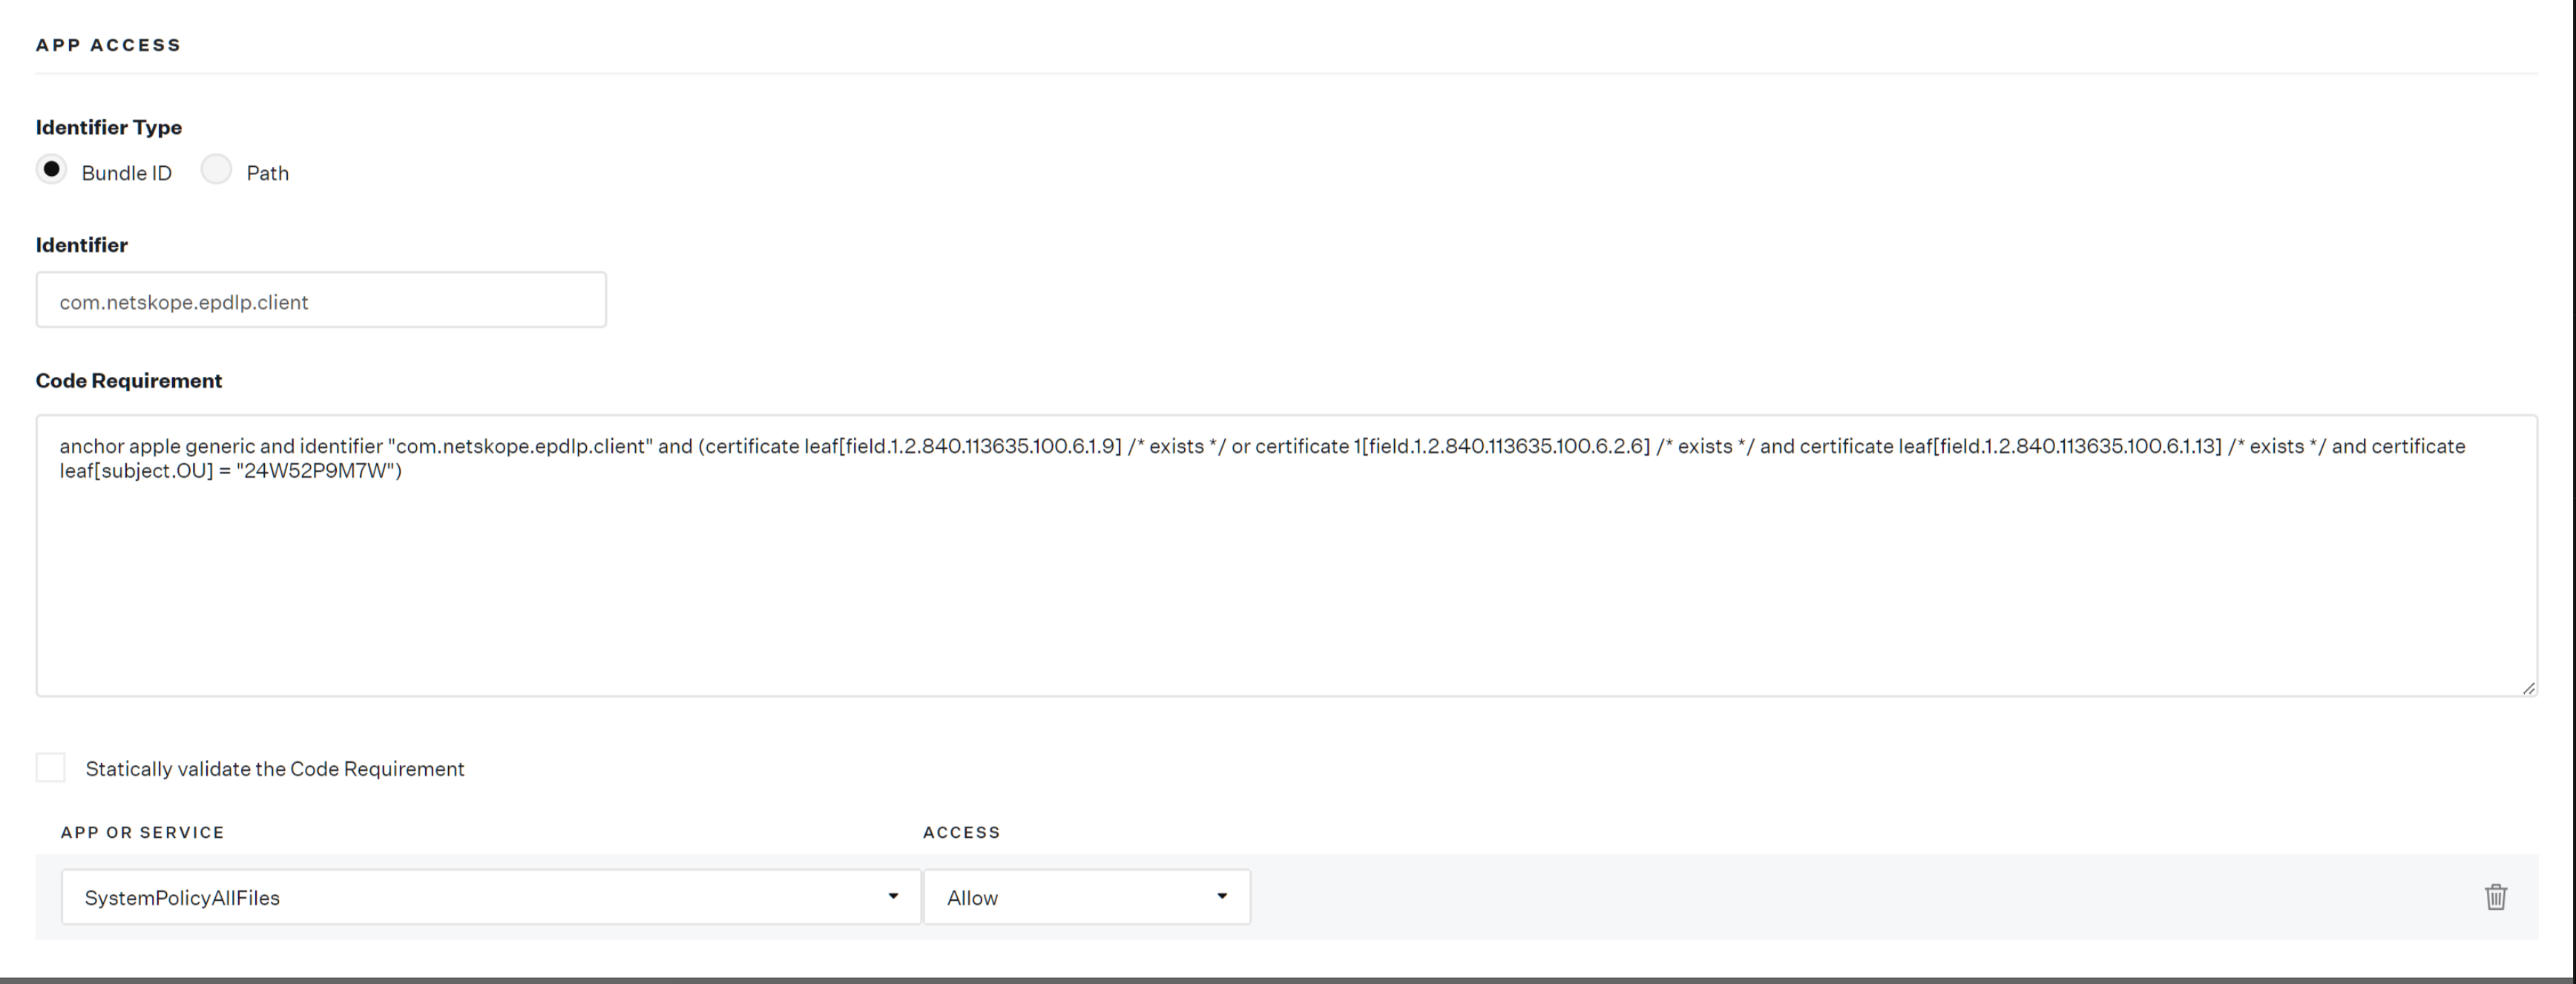 APP ACCESS
Identifier Type
Bundle ID Path
Identifier
com.netskope.epdlp.client
Code Requirement
anchor apple generic and identifier "com.netskope.epdlp.client" and (certificate leaf[field.1.2.840.113635.100.6.1.9] /* exists */ or certificate 1[field.1.2.840.113635.100.6.2.6] /* exists */ and certificate leaf[field.1.2.840.113635.100.6.1.13] /* exists */ and certificate
leaf[subject.OU] = "24W52P9M7W")
Statically validate the Code Requirement
APP OR SERVICE ACCESS
SystemPolicyAllFiles Allow